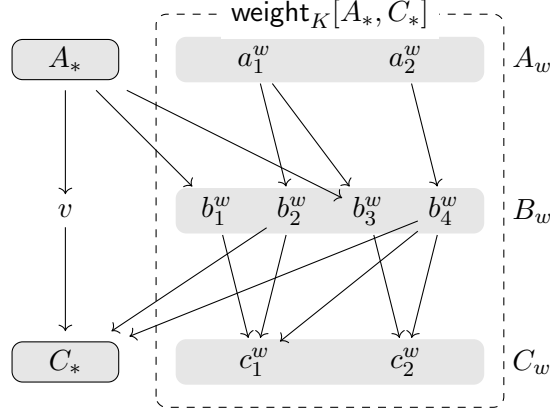 weight_K[A_*, C_*]
A_* a_1^w a_2^w A_w
v b_1^w b_2^w b_3^w b_4^w B_w
C_* c_1^w c_2^w C_w